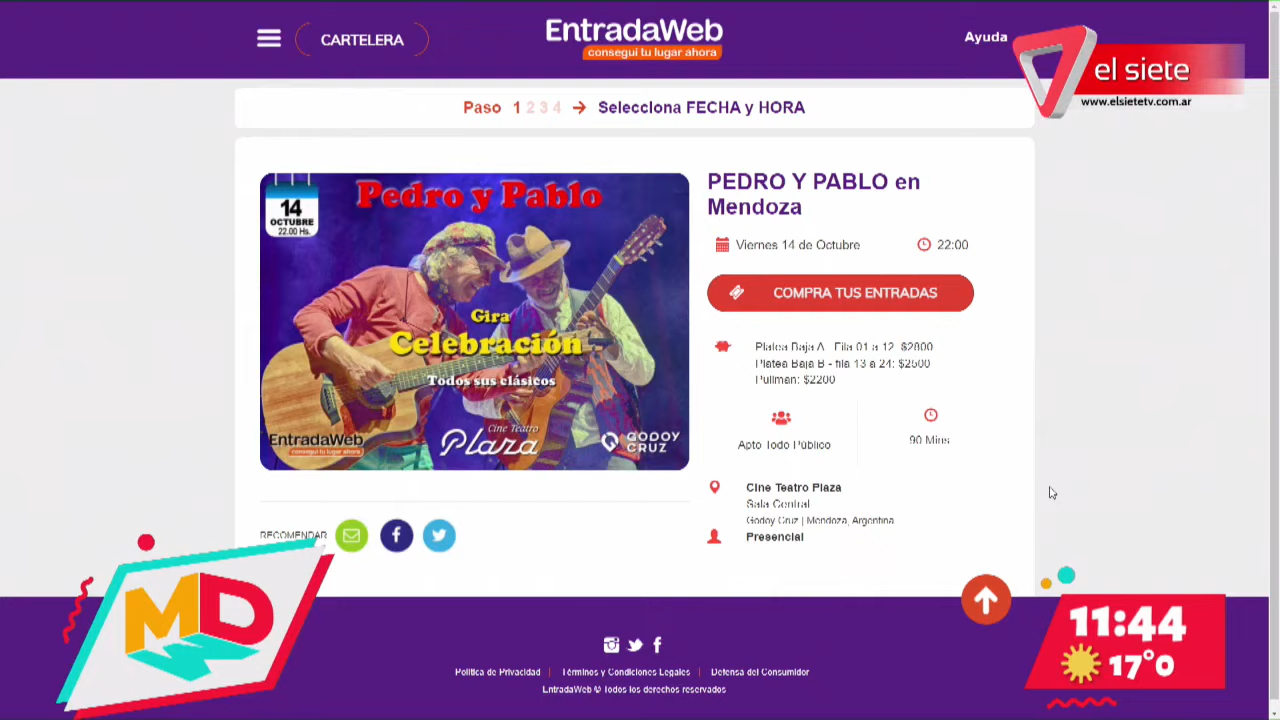 CARTELERA
EntradaWeb
conseguí tu lugar ahora
Ayuda
el siete
www.elsietetv.com.ar
Paso 1 2 3 4 → Selecciona FECHA y HORA
14
OCTUBRE
22.00 Hs.
Pedro y Pablo
Gira
Celebración
Todos sus clásicos
Cine Teatro
Plaza
GODOY
CRUZ
EntradaWeb
conseguí tu lugar ahora
PEDRO Y PABLO en
Mendoza
Viernes 14 de Octubre
22:00
COMPRA TUS ENTRADAS
Platea Baja A - Fila 01 a 12: $2800
Platea Baja B - fila 13 a 24: $2500
Pullman: $2200
Apto Todo Público
90 Mins
Cine Teatro Plaza
Sala Central
Godoy Cruz | Mendoza, Argentina
Presencial
RECOMENDAR
MD
11:44
17°0
Política de Privacidad | Términos y Condiciones Legales | Defensa del Consumidor
EntradaWeb © Todos los derechos reservados